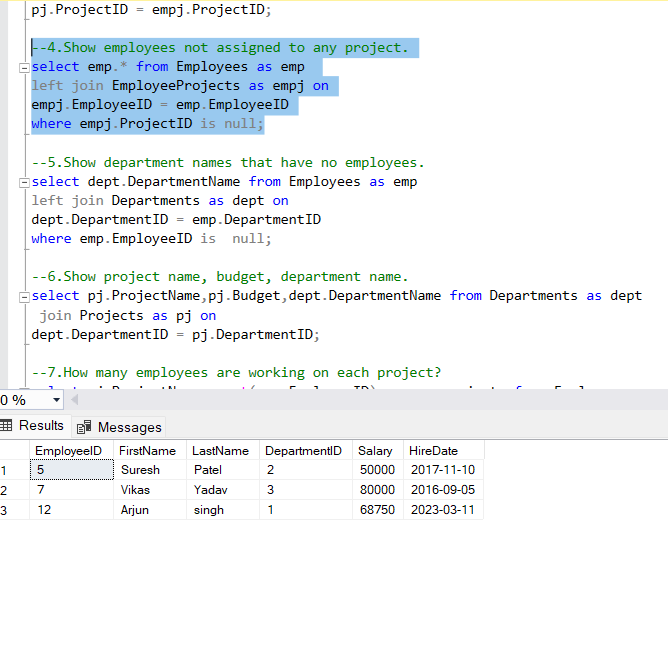 pj.ProjectID = empj.ProjectID;
--4.Show employees not assigned to any project.
select emp.* from Employees as emp
left join EmployeeProjects as empj on
empj.EmployeeID = emp.EmployeeID
where empj.ProjectID is null;
--5.Show department names that have no employees.
select dept.DepartmentName from Employees as emp
left join Departments as dept on
dept.DepartmentID = emp.DepartmentID
where emp.EmployeeID is  null;
--6.Show project name, budget, department name.
select pj.ProjectName,pj.Budget,dept.DepartmentName from Departments as dept
join Projects as pj on
dept.DepartmentID = pj.DepartmentID;
--7.How many employees are working on each project?
0 %
Results Messages
EmployeeID FirstName LastName DepartmentID Salary HireDate
1 5 Suresh Patel 2 50000 2017-11-10
2 7 Vikas Yadav 3 80000 2016-09-05
3 12 Arjun singh 1 68750 2023-03-11